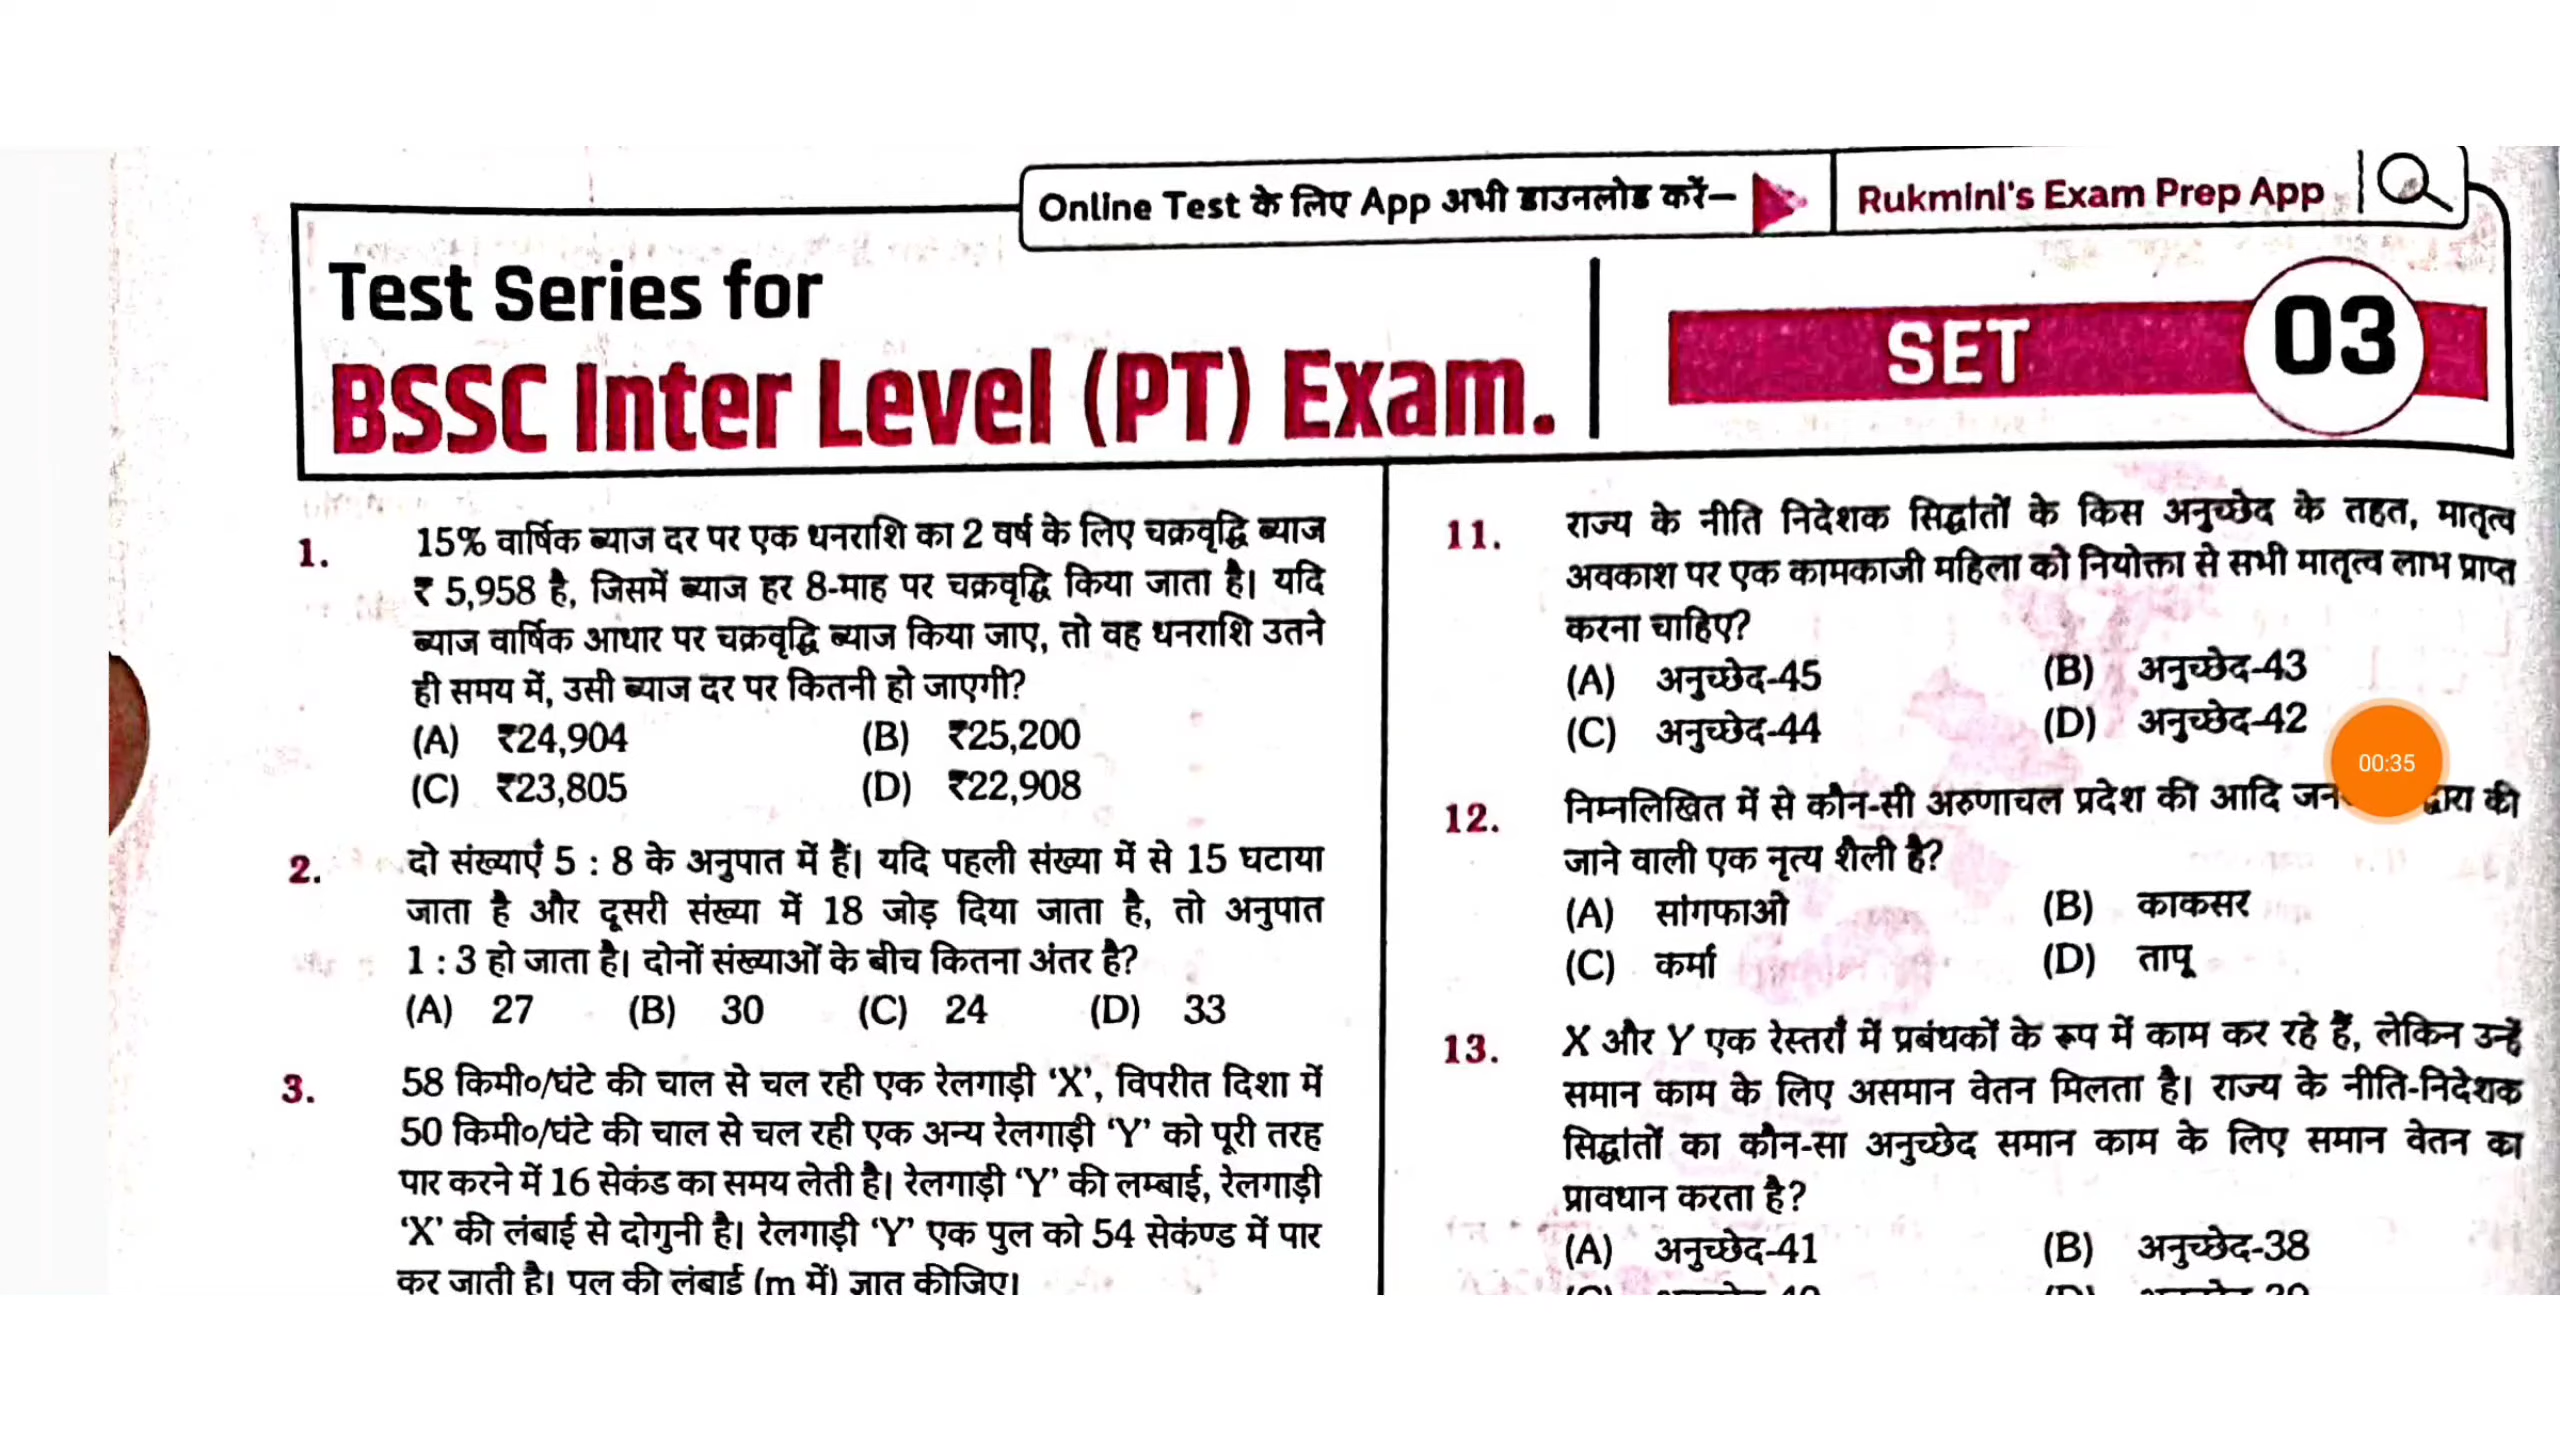 Online Test के लिए App अभी डाउनलोड करें–
Rukmini's Exam Prep App
Test Series for
BSSC Inter Level (PT) Exam.
SET 03
1. 15% वार्षिक ब्याज दर पर एक धनराशि का 2 वर्ष के लिए चक्रवृद्धि ब्याज
₹ 5,958 है, जिसमें ब्याज हर 8-माह पर चक्रवृद्धि किया जाता है। यदि
ब्याज वार्षिक आधार पर चक्रवृद्धि ब्याज किया जाए, तो वह धनराशि उतने
ही समय में, उसी ब्याज दर पर कितनी हो जाएगी?
(A) ₹24,904 (B) ₹25,200
(C) ₹23,805 (D) ₹22,908
2. दो संख्याएँ 5 : 8 के अनुपात में हैं। यदि पहली संख्या में से 15 घटाया
जाता है और दूसरी संख्या में 18 जोड़ दिया जाता है, तो अनुपात
1 : 3 हो जाता है। दोनों संख्याओं के बीच कितना अंतर है?
(A) 27 (B) 30 (C) 24 (D) 33
3. 58 किमी०/घंटे की चाल से चल रही एक रेलगाड़ी ‘X’, विपरीत दिशा में
50 किमी०/घंटे की चाल से चल रही एक अन्य रेलगाड़ी ‘Y’ को पूरी तरह
पार करने में 16 सेकंड का समय लेती है। रेलगाड़ी ‘Y’ की लम्बाई, रेलगाड़ी
‘X’ की लंबाई से दोगुनी है। रेलगाड़ी ‘Y’ एक पुल को 54 सेकंण्ड में पार
कर जाती है। पुल की लंबाई (m में) ज्ञात कीजिए।
11. राज्य के नीति निदेशक सिद्धांतों के किस अनुच्छेद के तहत, मातृत्व
अवकाश पर एक कामकाजी महिला को नियोक्ता से सभी मातृत्व लाभ प्राप्त
करना चाहिए?
(A) अनुच्छेद-45 (B) अनुच्छेद-43
(C) अनुच्छेद-44 (D) अनुच्छेद-42
00:35
12. निम्नलिखित में से कौन-सी अरुणाचल प्रदेश की आदि द्वारा की
जाने वाली एक नृत्य शैली है?
(A) सांगफाओ (B) काकसर
(C) कर्मा (D) तापू
13. X और Y एक रेस्तराँ में प्रबंधकों के रूप में काम कर रहे हैं, लेकिन उन्हें
समान काम के लिए असमान वेतन मिलता है। राज्य के नीति-निदेशक
सिद्धांतों का कौन-सा अनुच्छेद समान काम के लिए समान वेतन का
प्रावधान करता है?
(A) अनुच्छेद-41 (B) अनुच्छेद-38